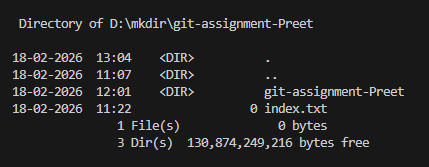 Directory of D:\mkdir\git-assignment-Preet
18-02-2026  13:04    <DIR>          .
18-02-2026  11:07    <DIR>          ..
18-02-2026  12:01    <DIR>          git-assignment-Preet
18-02-2026  11:22                 0 index.txt
               1 File(s)              0 bytes
               3 Dir(s)  130,874,249,216 bytes free